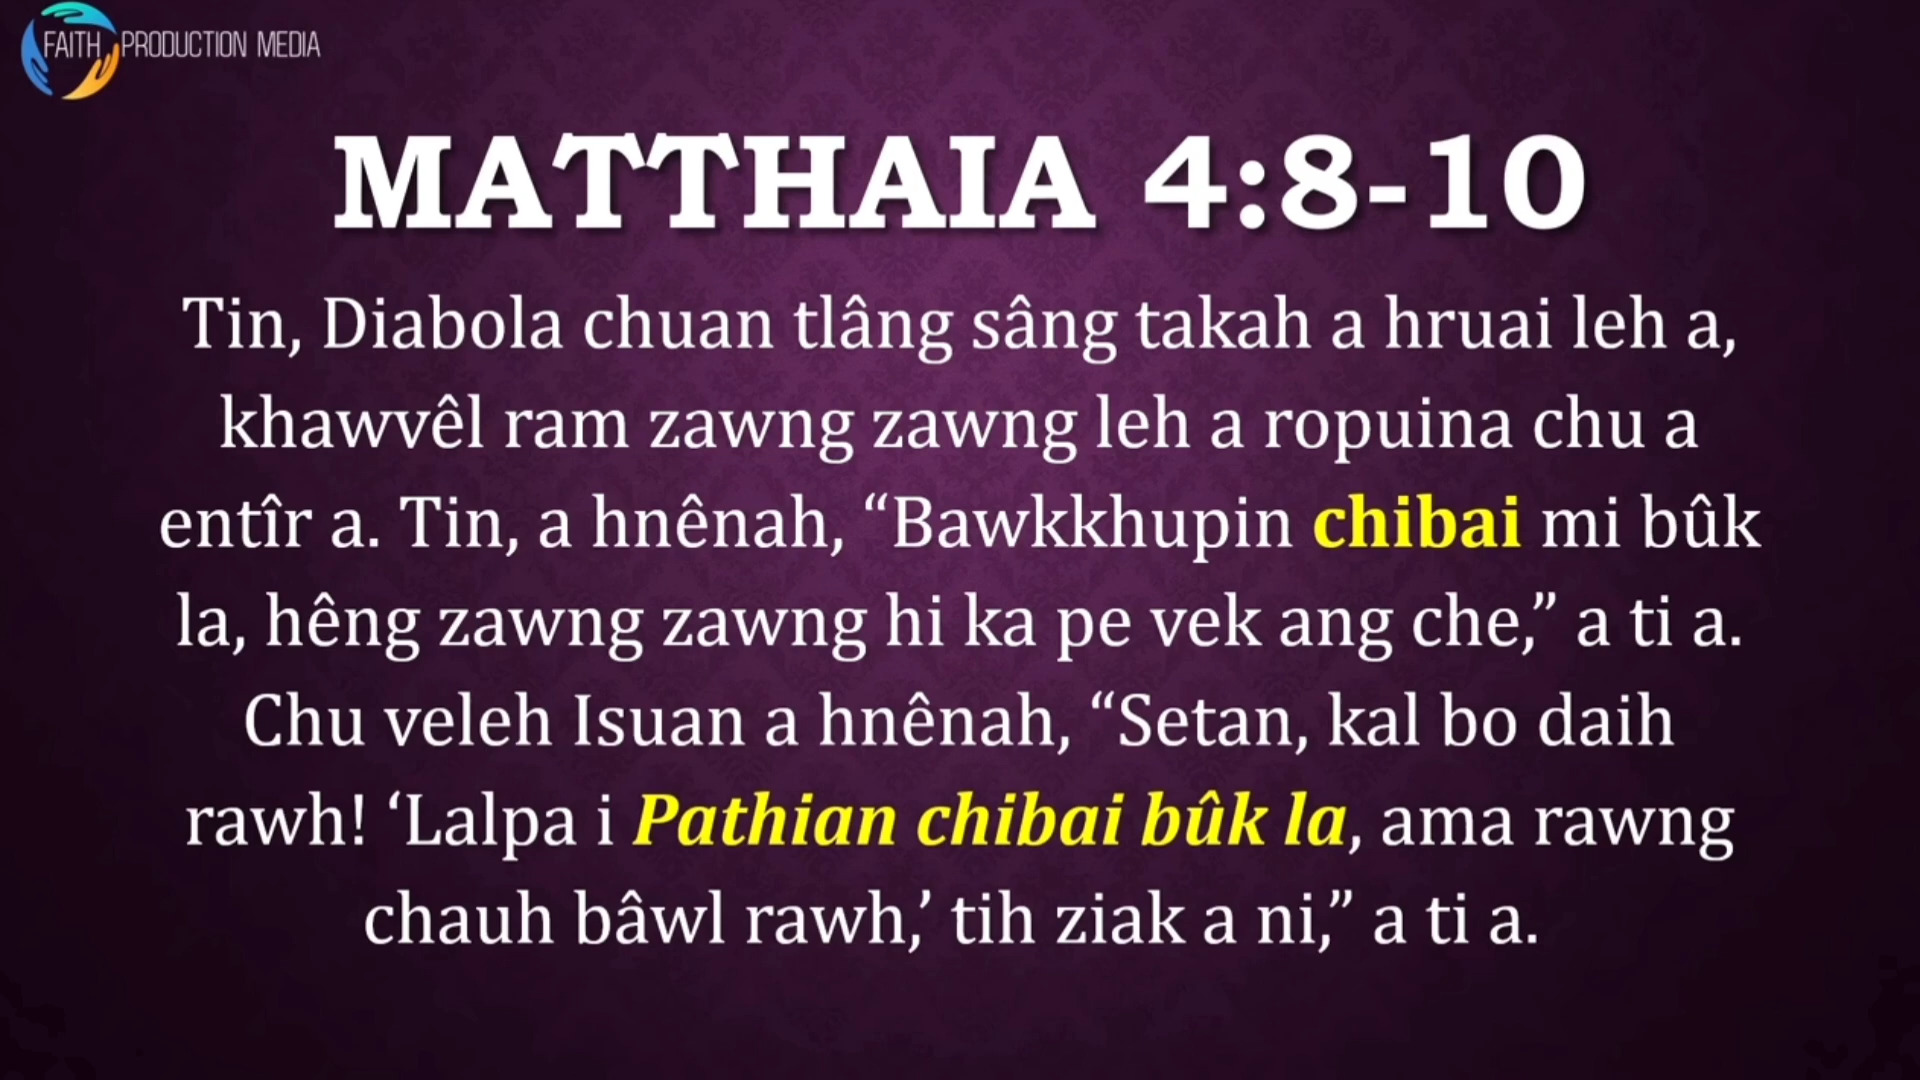 FAITH PRODUCTION MEDIA
MATTHAIA 4:8-10
Tin, Diabola chuan tlâng sâng takah a hruai leh a,
khawvêl ram zawng zawng leh a ropuina chu a
entîr a. Tin, a hnênah, “Bawkkhupin chibai mi bûk
la, hêng zawng zawng hi ka pe vek ang che,” a ti a.
Chu veleh Isuan a hnênah, “Setan, kal bo daih
rawh! ‘Lalpa i Pathian chibai bûk la, ama rawng
chauh bâwl rawh,’ tih ziak a ni,” a ti a.